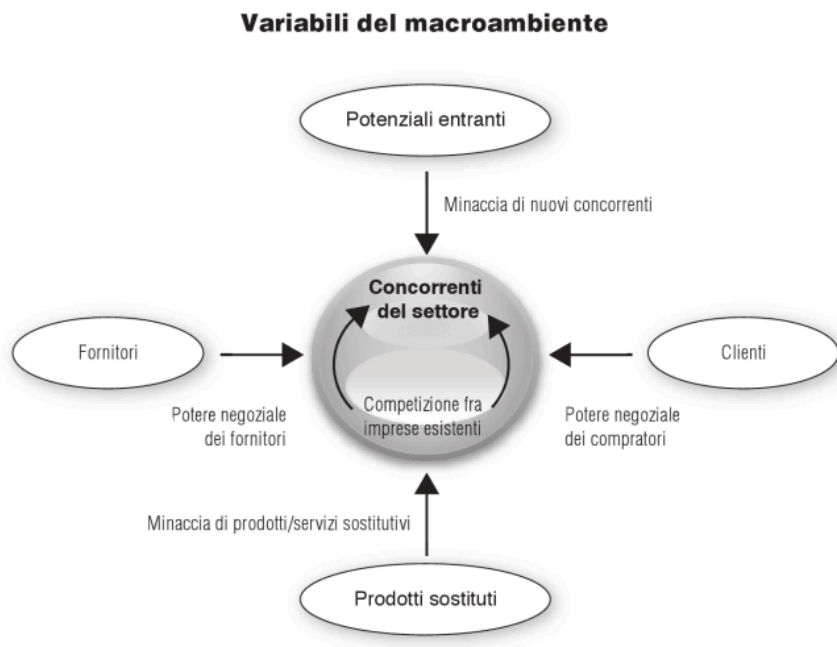 Variabili del macroambiente
Potenziali entranti
Minaccia di nuovi concorrenti
Concorrenti
del settore
Fornitori
Clienti
Potere negoziale
dei fornitori
Competizione fra
imprese esistenti
Potere negoziale
dei compratori
Minaccia di prodotti/servizi sostitutivi
Prodotti sostituti